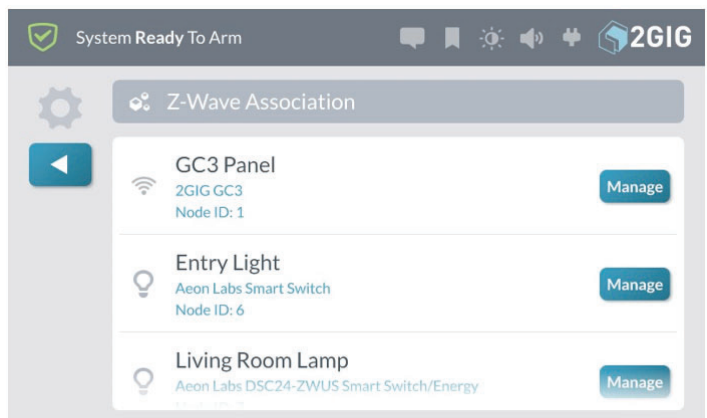 System Ready To Arm
2GIG
Z-Wave Association
GC3 Panel
2GIG GC3
Node ID: 1
Manage
Entry Light
Aeon Labs Smart Switch
Node ID: 6
Manage
Living Room Lamp
Aeon Labs DSC24-ZWUS Smart Switch/Energy
Manage